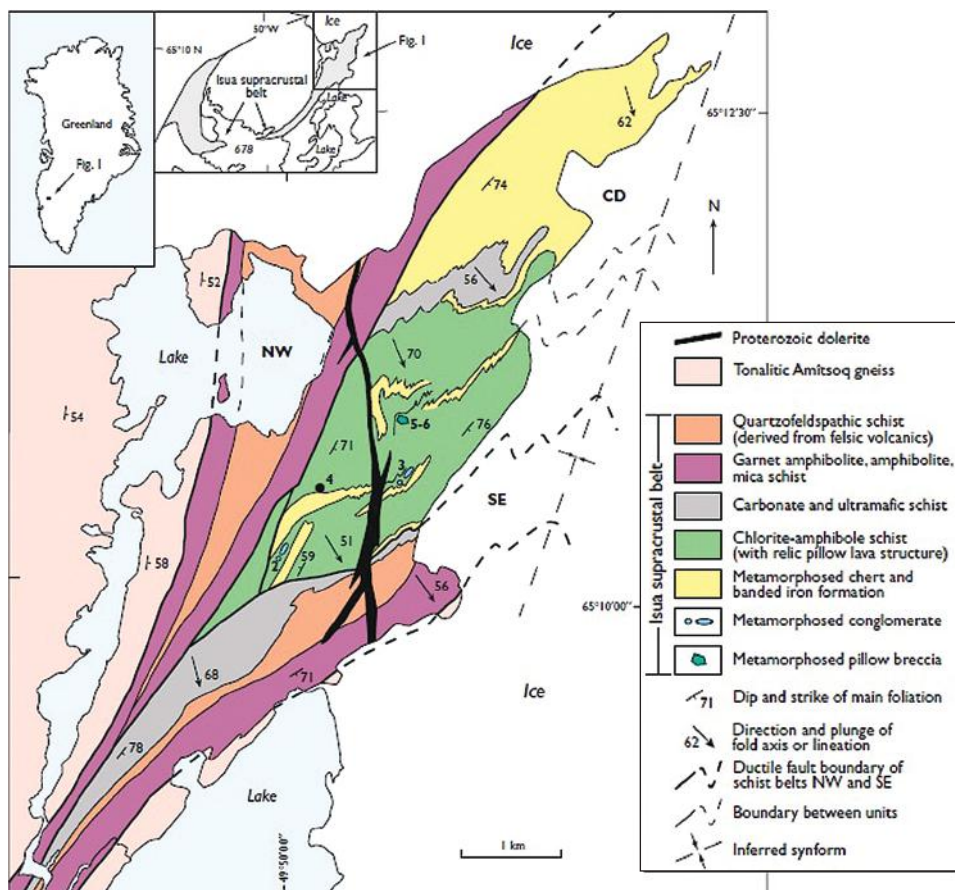 Greenland
Fig. 1
50°W
65°10 N
Ice
Fig. 1
Isua supracrustal
belt
Lake
Lake
678
Ice
65°12'30"
62
74
CD
N
56
52
Lake
NW
70
54
5-6
76
71
3
4
SE
51
59
2
58
56
65°10'00"
68
71
Ice
78
Lake
1 km
49°50'00"
Proterozoic dolerite
Tonalitic Amîtsoq gneiss
Isua supracrustal belt
Quartzofeldspathic schist
(derived from felsic volcanics)
Garnet amphibolite, amphibolite,
mica schist
Carbonate and ultramafic schist
Chlorite-amphibole schist
(with relic pillow lava structure)
Metamorphosed chert and
banded iron formation
Metamorphosed conglomerate
Metamorphosed pillow breccia
71
Dip and strike of main foliation
62
Direction and plunge of
fold axis or lineation
Ductile fault boundary of
schist belts NW and SE
Boundary between units
Inferred synform